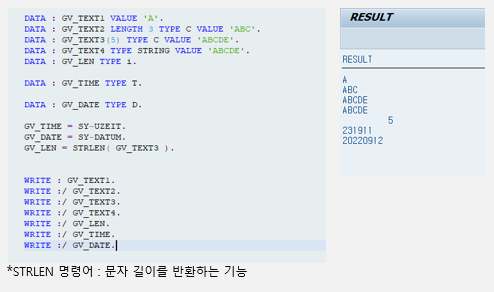 DATA : GV_TEXT1 VALUE 'A'.
DATA : GV_TEXT2 LENGTH 3 TYPE C VALUE 'ABC'.
DATA : GV_TEXT3(5) TYPE C VALUE 'ABCDE'.
DATA : GV_TEXT4 TYPE STRING VALUE 'ABCDE'.
DATA : GV_LEN TYPE i.
DATA : GV_TIME TYPE T.
DATA : GV_DATE TYPE D.
GV_TIME = SY-UZEIT.
GV_DATE = SY-DATUM.
GV_LEN = STRLEN( GV_TEXT3 ).
WRITE : GV_TEXT1.
WRITE :/ GV_TEXT2.
WRITE :/ GV_TEXT3.
WRITE :/ GV_TEXT4.
WRITE :/ GV_LEN.
WRITE :/ GV_TIME.
WRITE :/ GV_DATE.
*STRLEN 명령어 : 문자 길이를 반환하는 기능
RESULT
RESULT
A
ABC
ABCDE
ABCDE
5
231911
20220912